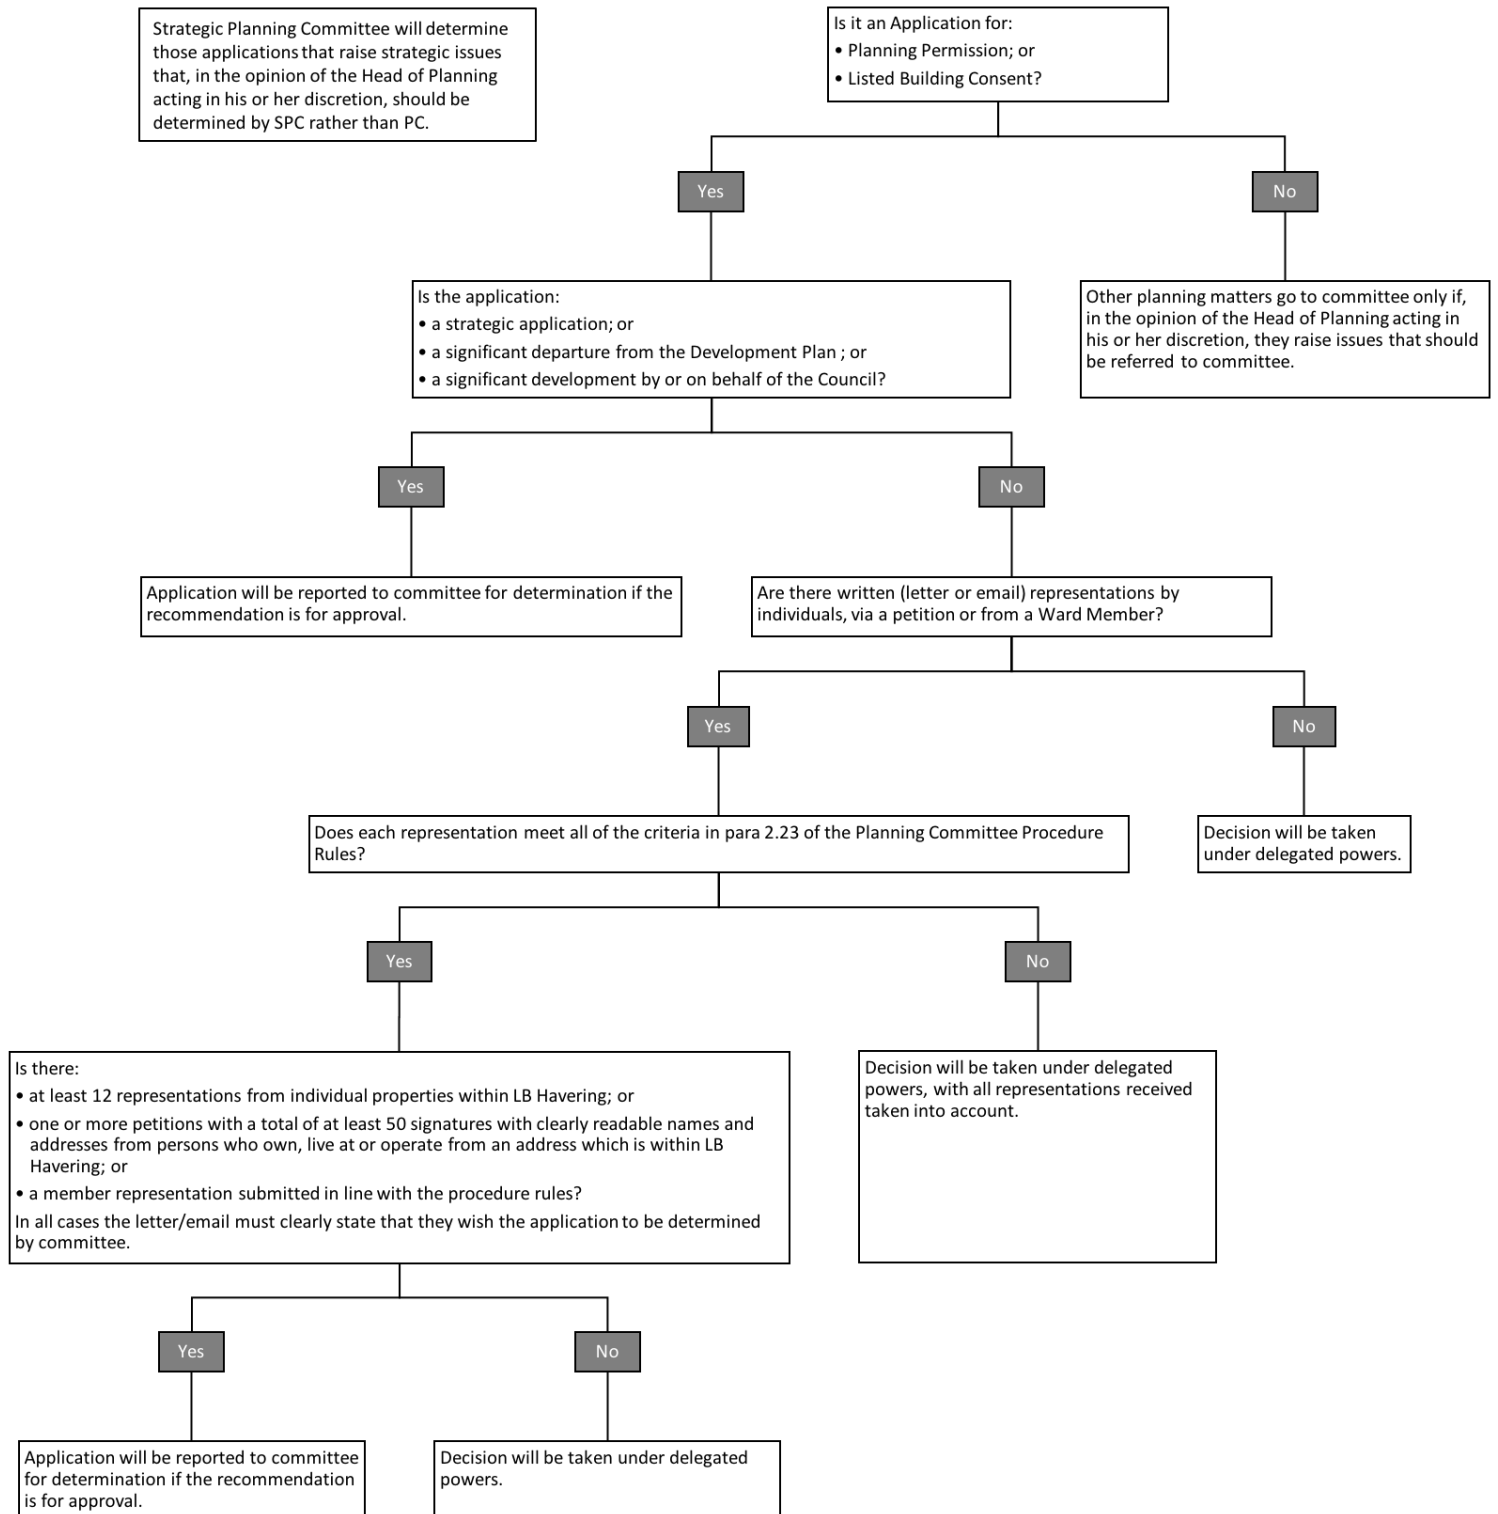 Strategic Planning Committee will determine
those applications that raise strategic issues
that, in the opinion of the Head of Planning
acting in his or her discretion, should be
determined by SPC rather than PC.
Is it an Application for:
• Planning Permission; or
• Listed Building Consent?
Yes
No
Is the application:
• a strategic application; or
• a significant departure from the Development Plan ; or
• a significant development by or on behalf of the Council?
Other planning matters go to committee only if,
in the opinion of the Head of Planning acting in
his or her discretion, they raise issues that should
be referred to committee.
Yes
No
Application will be reported to committee for determination if the
recommendation is for approval.
Are there written (letter or email) representations by
individuals, via a petition or from a Ward Member?
Yes
No
Does each representation meet all of the criteria in para 2.23 of the Planning Committee Procedure
Rules?
Decision will be taken
under delegated powers.
Yes
No
Is there:
• at least 12 representations from individual properties within LB Havering; or
• one or more petitions with a total of at least 50 signatures with clearly readable names and
addresses from persons who own, live at or operate from an address which is within LB
Havering; or
• a member representation submitted in line with the procedure rules?
In all cases the letter/email must clearly state that they wish the application to be determined
by committee.
Decision will be taken under delegated
powers, with all representations received
taken into account.
Yes
No
Application will be reported to committee
for determination if the recommendation
is for approval.
Decision will be taken under delegated
powers.